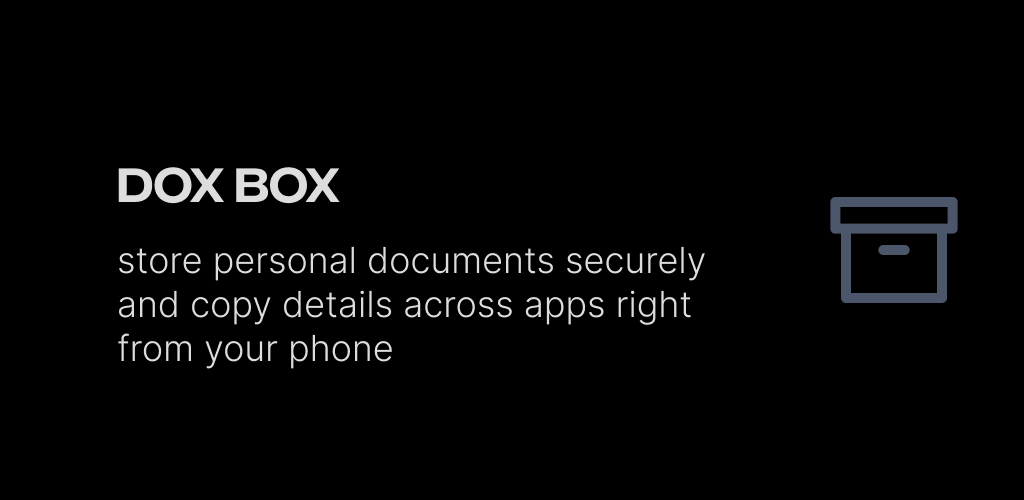 DOX BOX
store personal documents securely
and copy details across apps right
from your phone